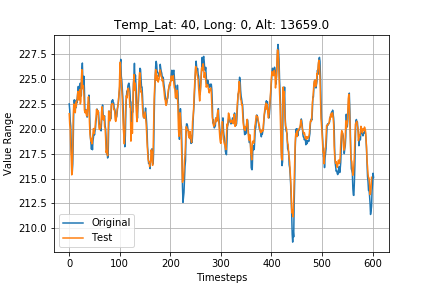 Temp_Lat: 40, Long: 0, Alt: 13659.0
Value Range
227.5
225.0
222.5
220.0
217.5
215.0
212.5
210.0
Original
Test
0 100 200 300 400 500 600
Timesteps